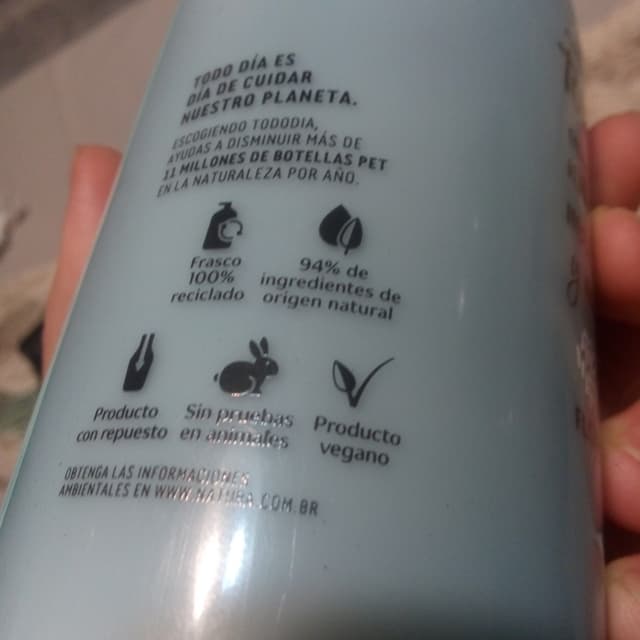 TODO DÍA ES
DÍA DE CUIDAR
NUESTRO PLANETA.
ESCOGIENDO TODODIA,
AYUDAS A DISMINUIR MÁS DE
11 MILLONES DE BOTELLAS PET
EN LA NATURALEZA POR AÑO.
Frasco
100%
reciclado
94% de
ingredientes de
origen natural
Producto
con repuesto
Sin pruebas
en animales
Producto
vegano
OBTENGA LAS INFORMACIONES
AMBIENTALES EN WWW.NATURA.COM.BR